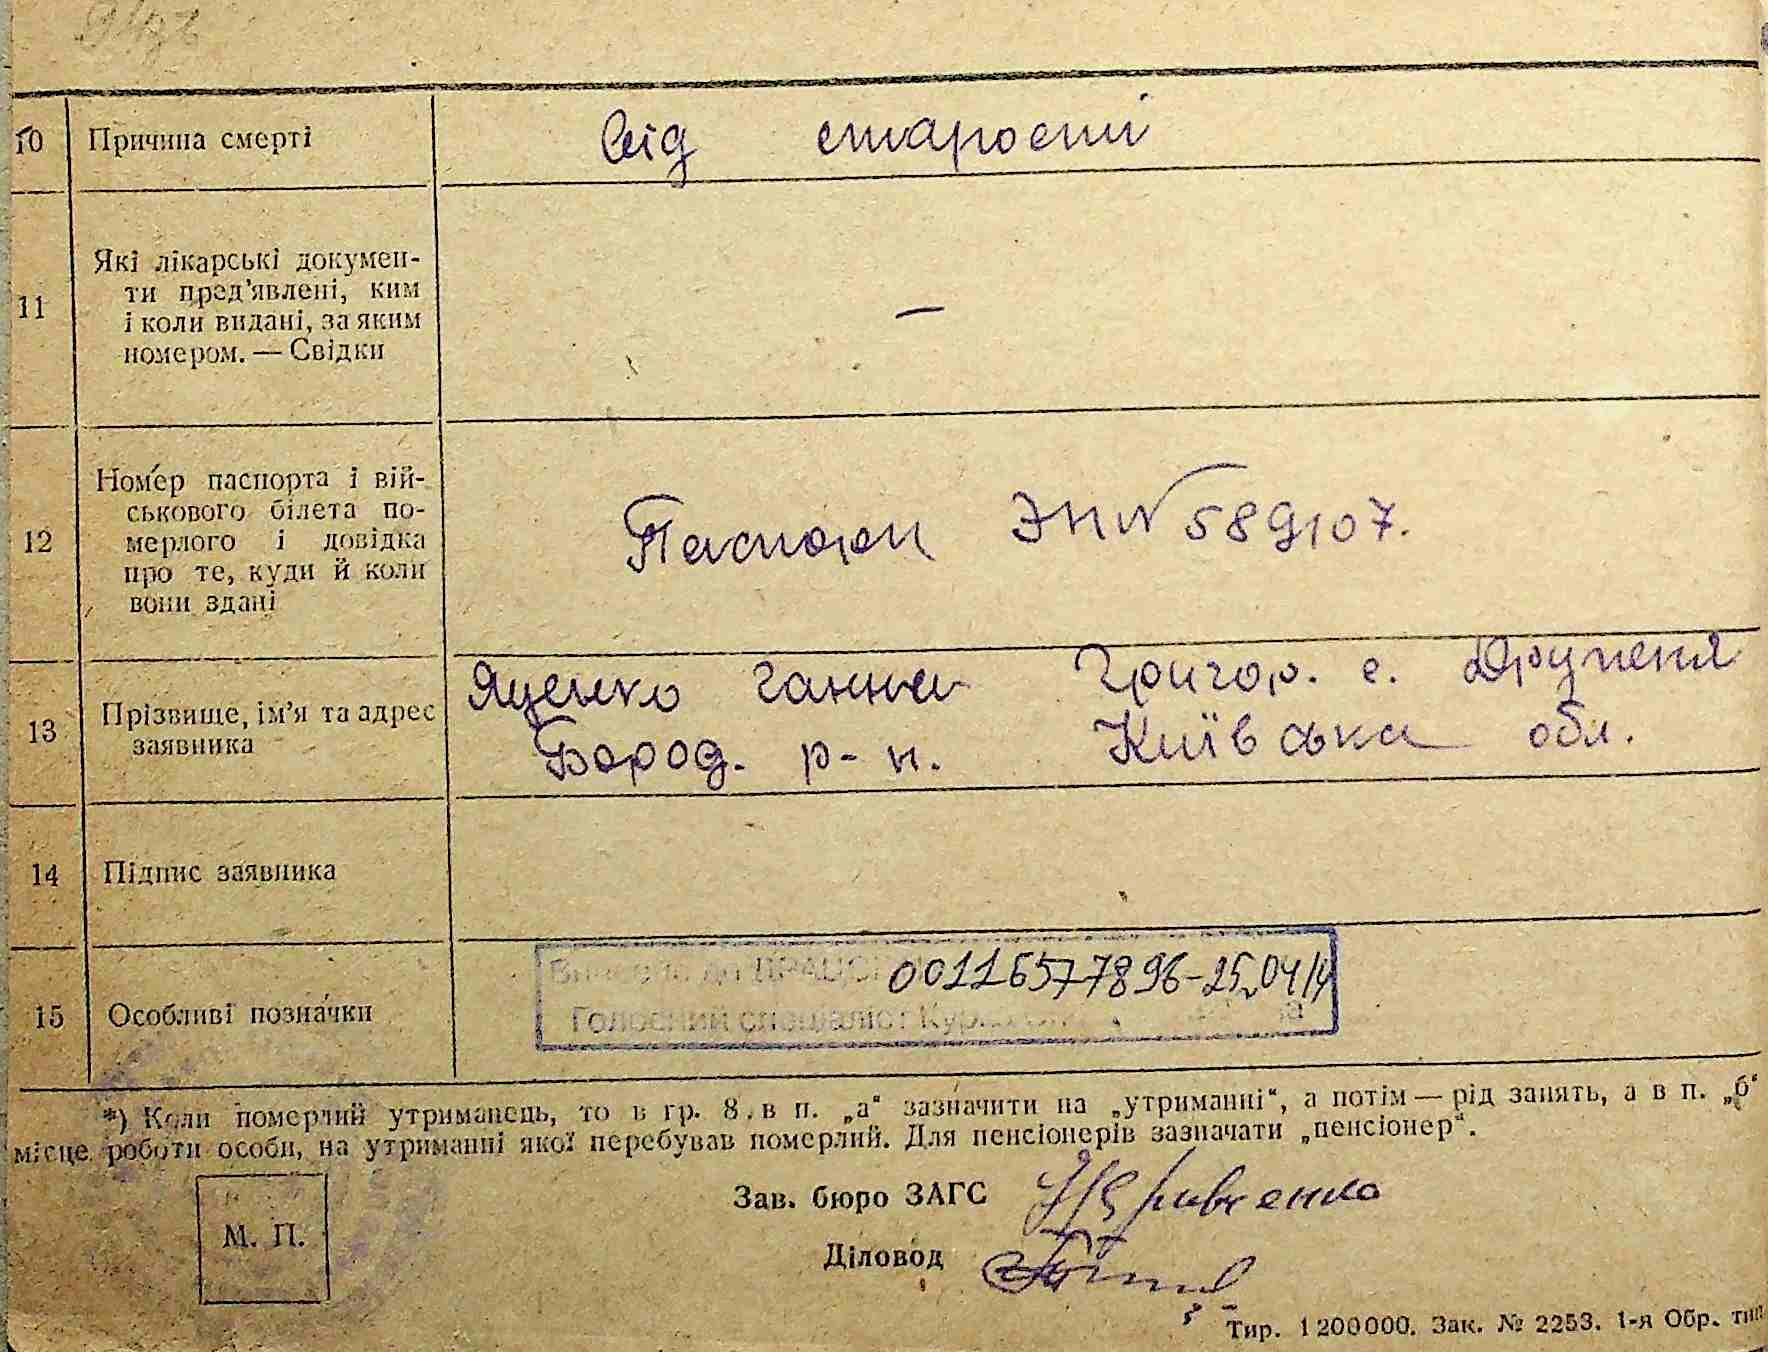 10 Причина смерті від старости
11 Які лікарські докумен-
ти пред’явлені, ким
і коли видані, за яким
номером. — Свідки
–
12 Номер паспорта і вій-
ськового білета по-
мерлого і довідка
про те, куди й коли
вони здані
Паспорт ЭН № 589107.
13 Прізвище, ім’я та адрес
заявника
Яценко Ганна Григор. с. Друженя
Бород. р-н. Київська обл.
14 Підпис заявника
15 Особливі позначки
ДРАЦС 00116577896-25.04/14
Головний спеціаліст
*) Коли померлий утриманець, то в гр. 8 в п. „а“ зазначити на „утриманні“, а потім — рід занять, а в п. „б“
місце роботи особи, на утриманні якої перебував померлий. Для пенсіонерів зазначати „пенсіонер“.
М. П.
Зав. бюро ЗАГС
Діловод
Тир. 1200000. Зак. № 2253. 1-я Обр. тип